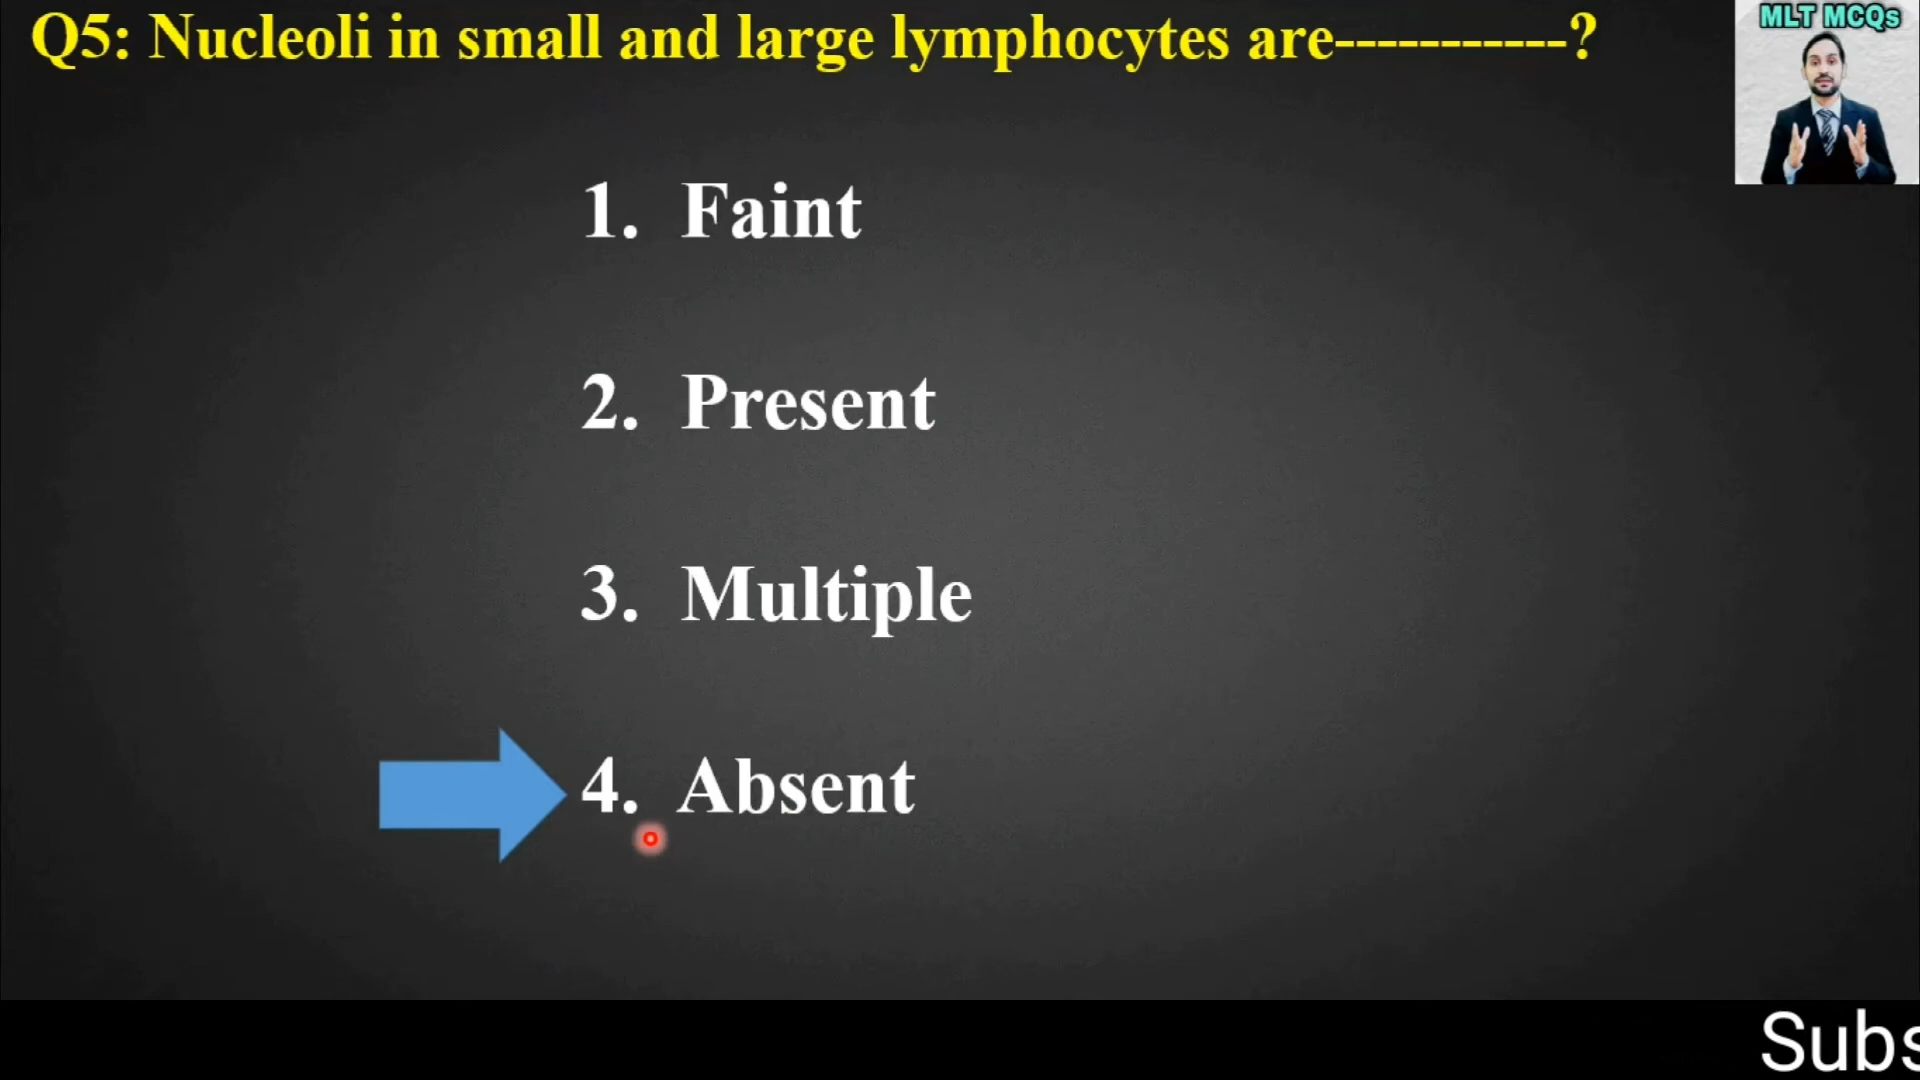 Q5: Nucleoli in small and large lymphocytes are-----------?
MLT MCQs
1. Faint
2. Present
3. Multiple
4. Absent
Subs